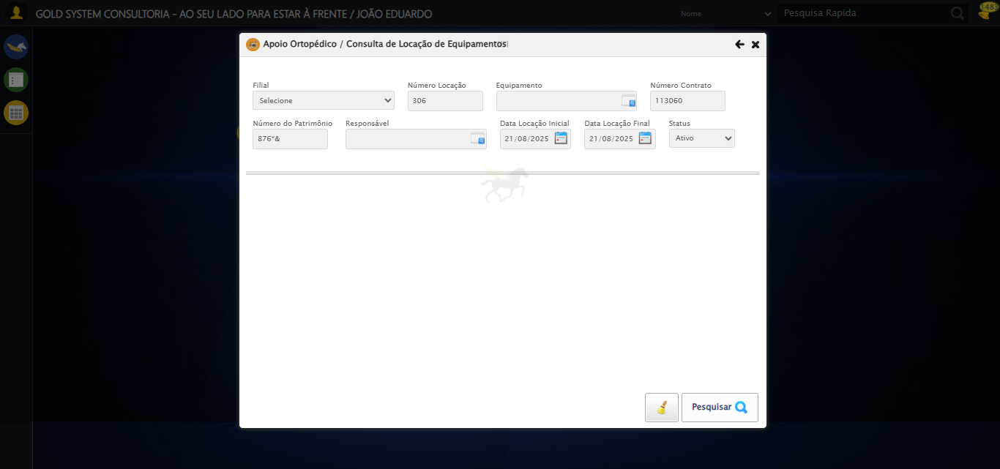 GOLD SYSTEM CONSULTORIA - AO SEU LADO PARA ESTAR À FRENTE / JOÃO EDUARDO
Nome
Pesquisa Rapida
1483
Apoio Ortopédico / Consulta de Locação de Equipamentos
Filial
Número Locação
Equipamento
Número Contrato
Selecione
306
113060
Número do Patrimônio
Responsável
Data Locação Inicial
Data Locação Final
Status
876*&
21/08/2025
21/08/2025
Ativo
Pesquisar